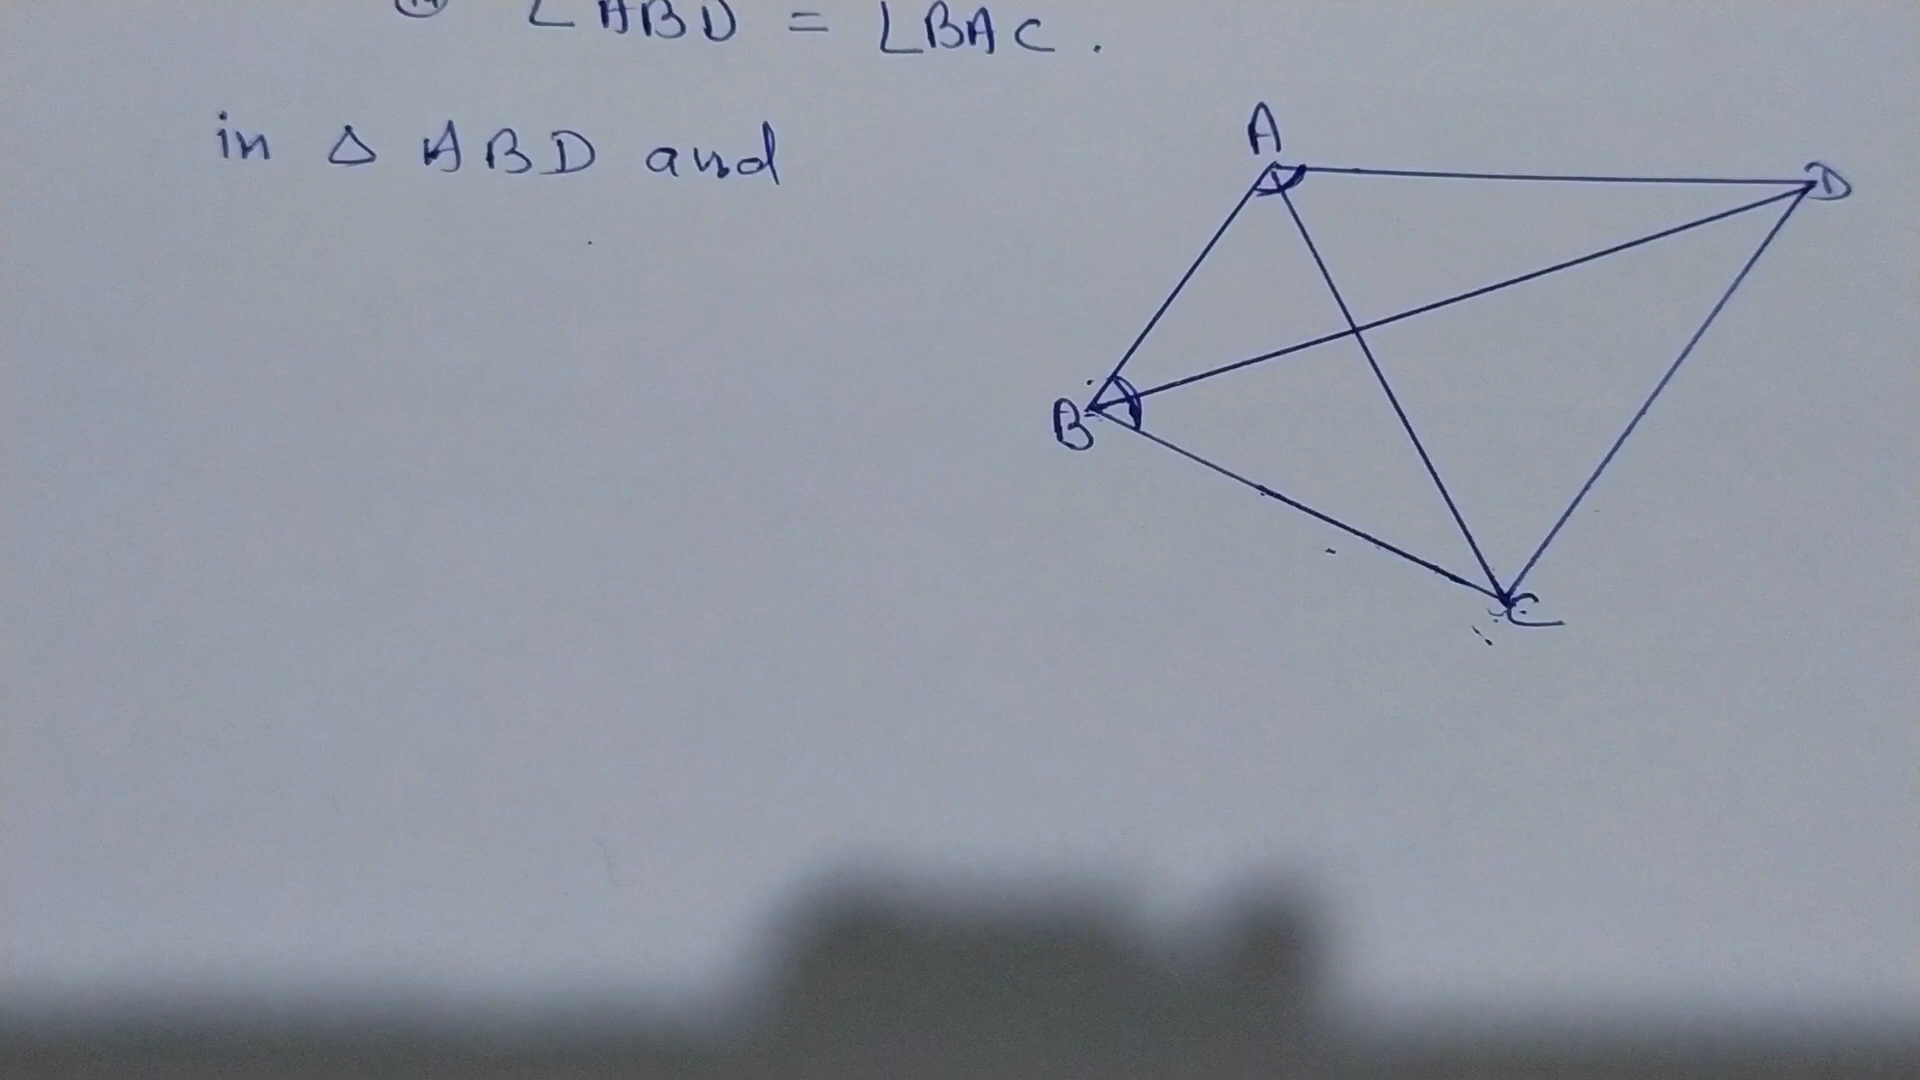 ∠ABD = ∠BAC.
in △ ABD and
A
D
B
C